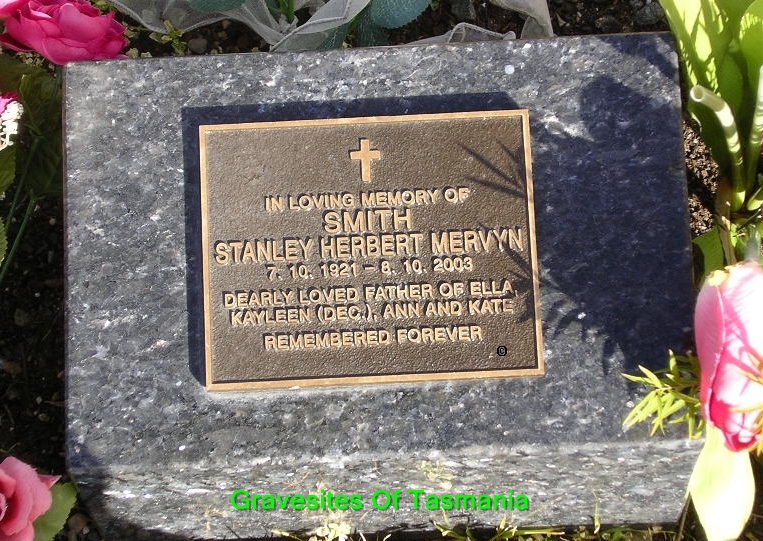 IN LOVING MEMORY OF
SMITH
STANLEY HERBERT MERVYN
7. 10. 1921 – 8. 10. 2003
DEARLY LOVED FATHER OF ELLA,
KAYLEEN (DEC.), ANN AND KATE
REMEMBERED FOREVER
Gravesites Of Tasmania